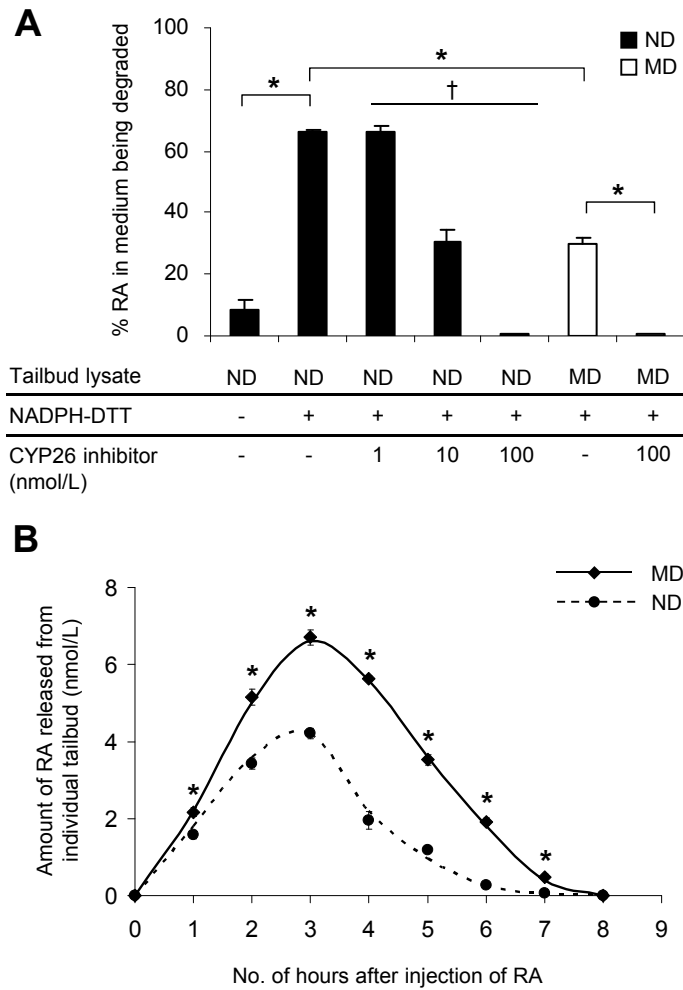 A
% RA in medium being degraded
100
80
60
40
20
0
ND
MD
*
*
†
*
Tailbud lysate ND ND ND ND ND MD MD
NADPH-DTT - + + + + + +
CYP26 inhibitor - - 1 10 100 - 100
(nmol/L)
B
Amount of RA released from
individual tailbud (nmol/L)
8
6
4
2
0
MD
ND
*
*
*
*
*
*
*
0 1 2 3 4 5 6 7 8 9
No. of hours after injection of RA